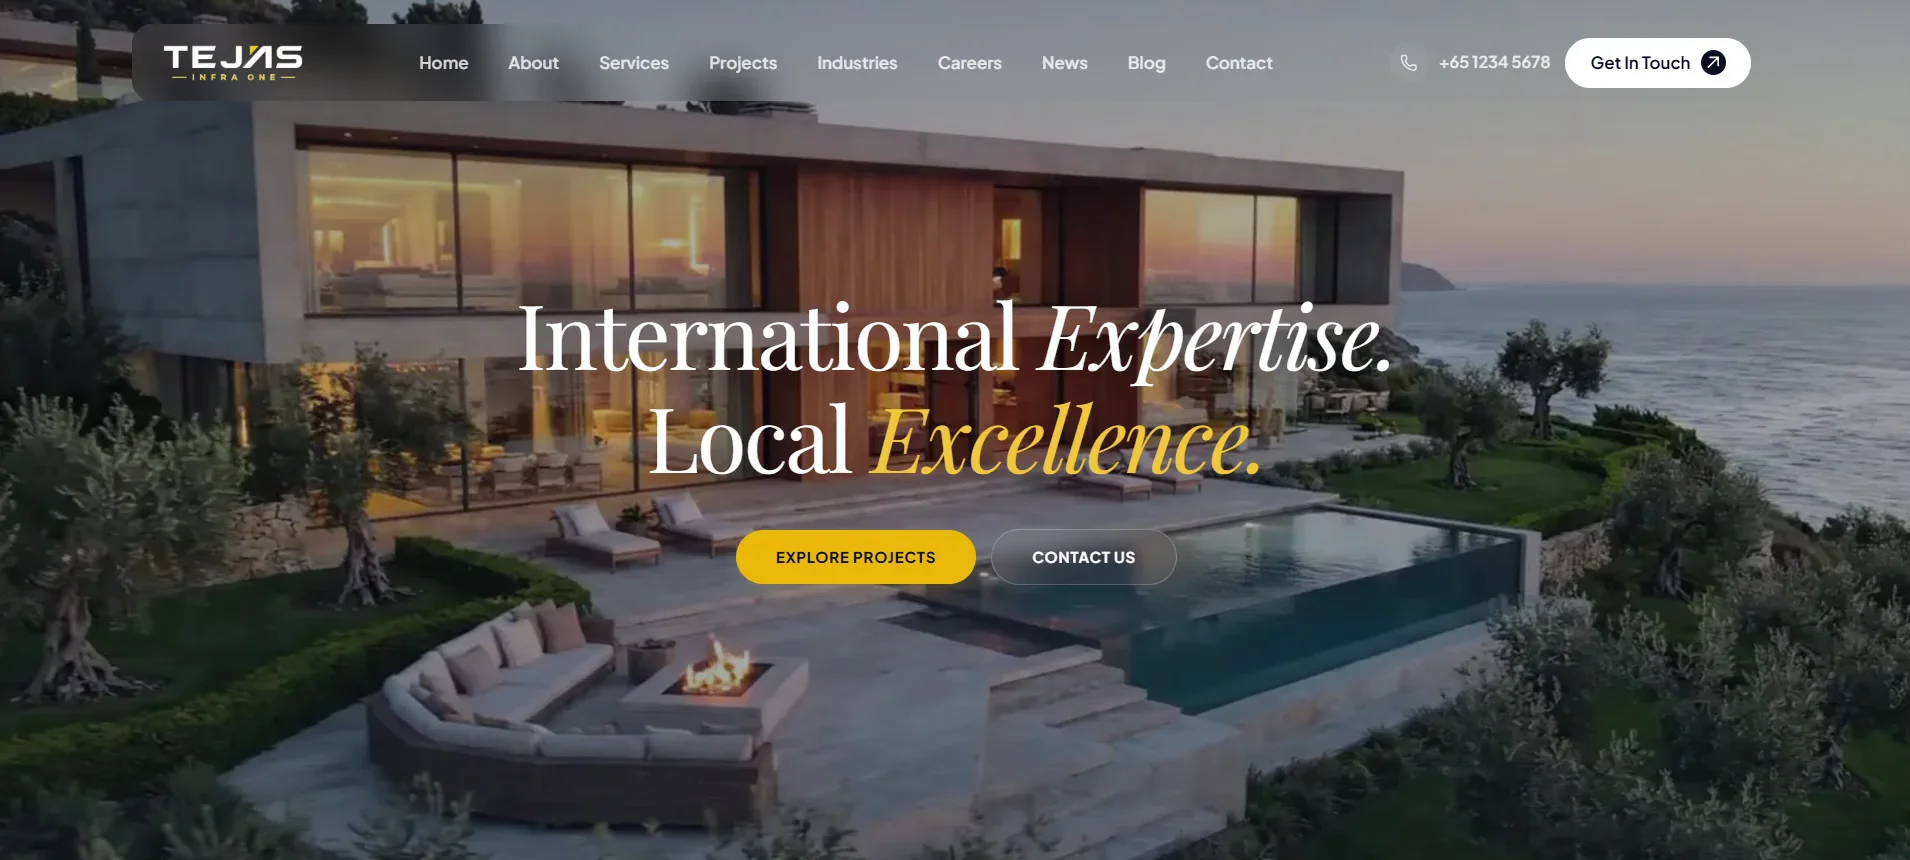 TEJAS
INFRA ONE
Home About Services Projects Industries Careers News Blog Contact
+65 1234 5678
Get In Touch
International Expertise.
Local Excellence.
EXPLORE PROJECTS
CONTACT US